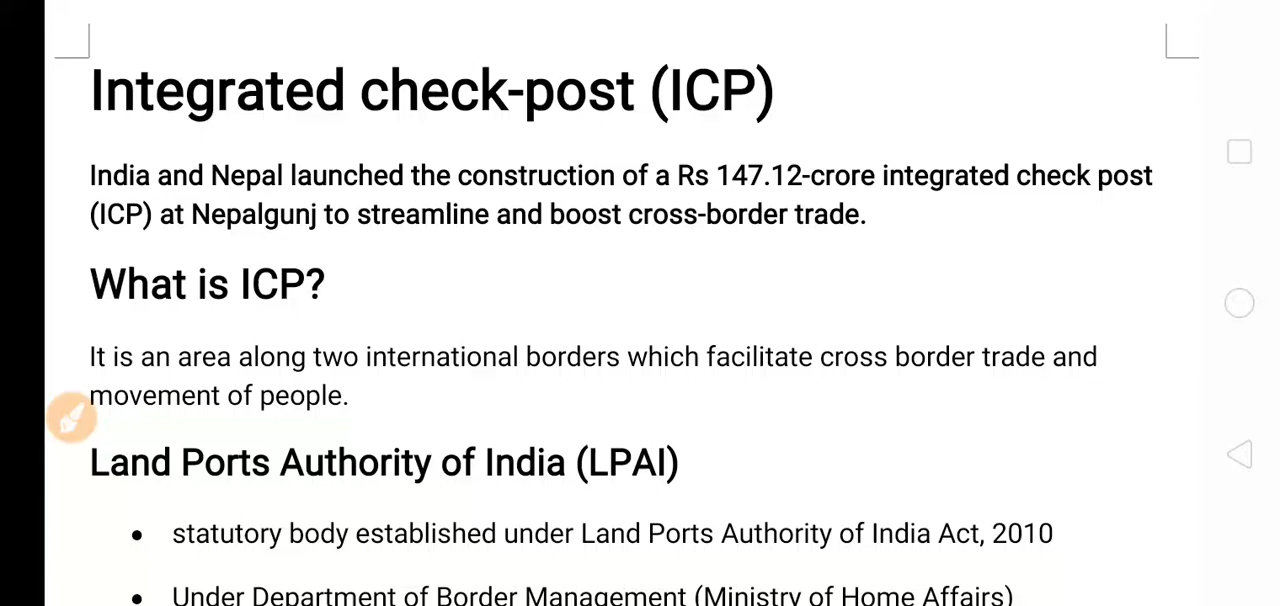 Integrated check-post (ICP)
India and Nepal launched the construction of a Rs 147.12-crore integrated check post
(ICP) at Nepalgunj to streamline and boost cross-border trade.
What is ICP?
It is an area along two international borders which facilitate cross border trade and
movement of people.
Land Ports Authority of India (LPAI)
• statutory body established under Land Ports Authority of India Act, 2010
• Under Department of Border Management (Ministry of Home Affairs)